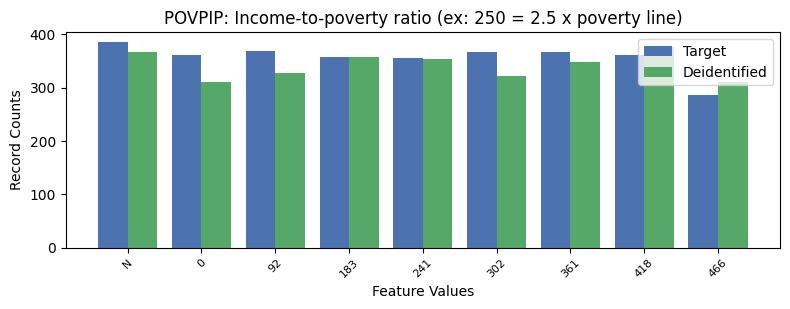 POVPIP: Income-to-poverty ratio (ex: 250 = 2.5 x poverty line)
Target
Deidentified
Record Counts
400
300
200
100
0
N 0 92 183 241 302 361 418 466
Feature Values